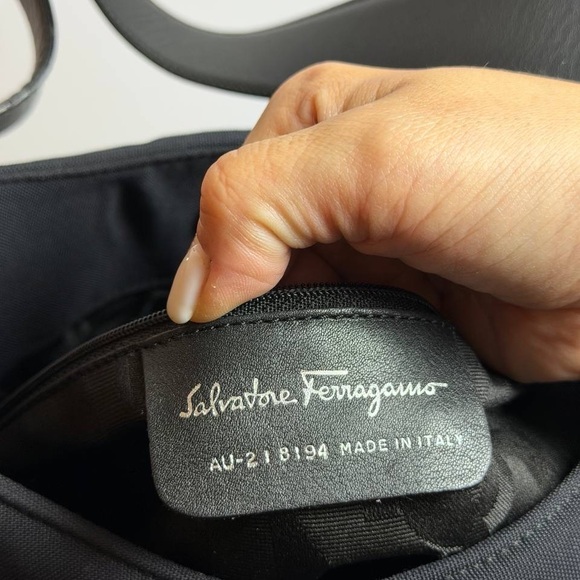 Salvatore Ferragamo
AU-21 8194 MADE IN ITALY